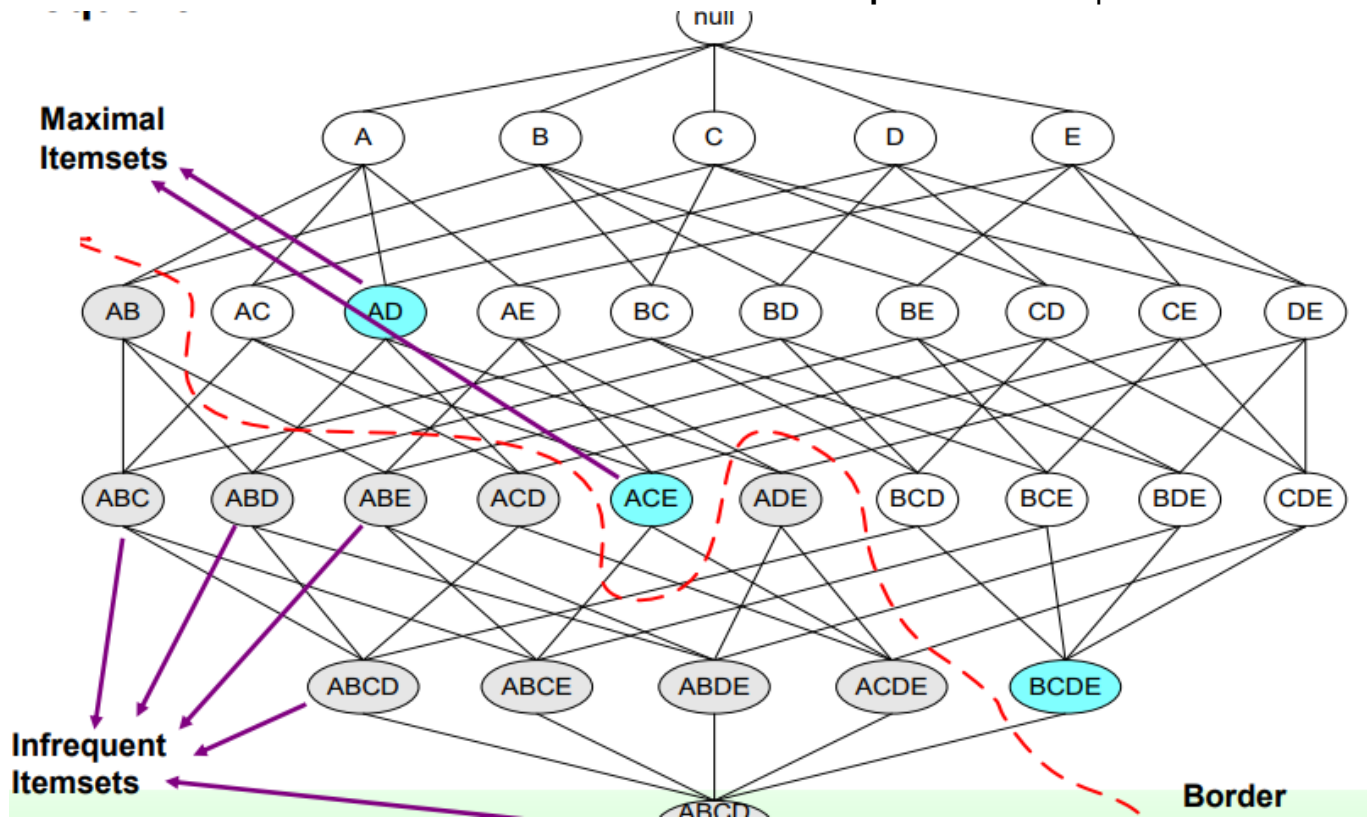 null
A B C D E
Maximal
Itemsets
AB AC AD AE BC BD BE CD CE DE
ABC ABD ABE ACD ACE ADE BCD BCE BDE CDE
ABCD ABCE ABDE ACDE BCDE
Infrequent
Itemsets
Border
ABCD